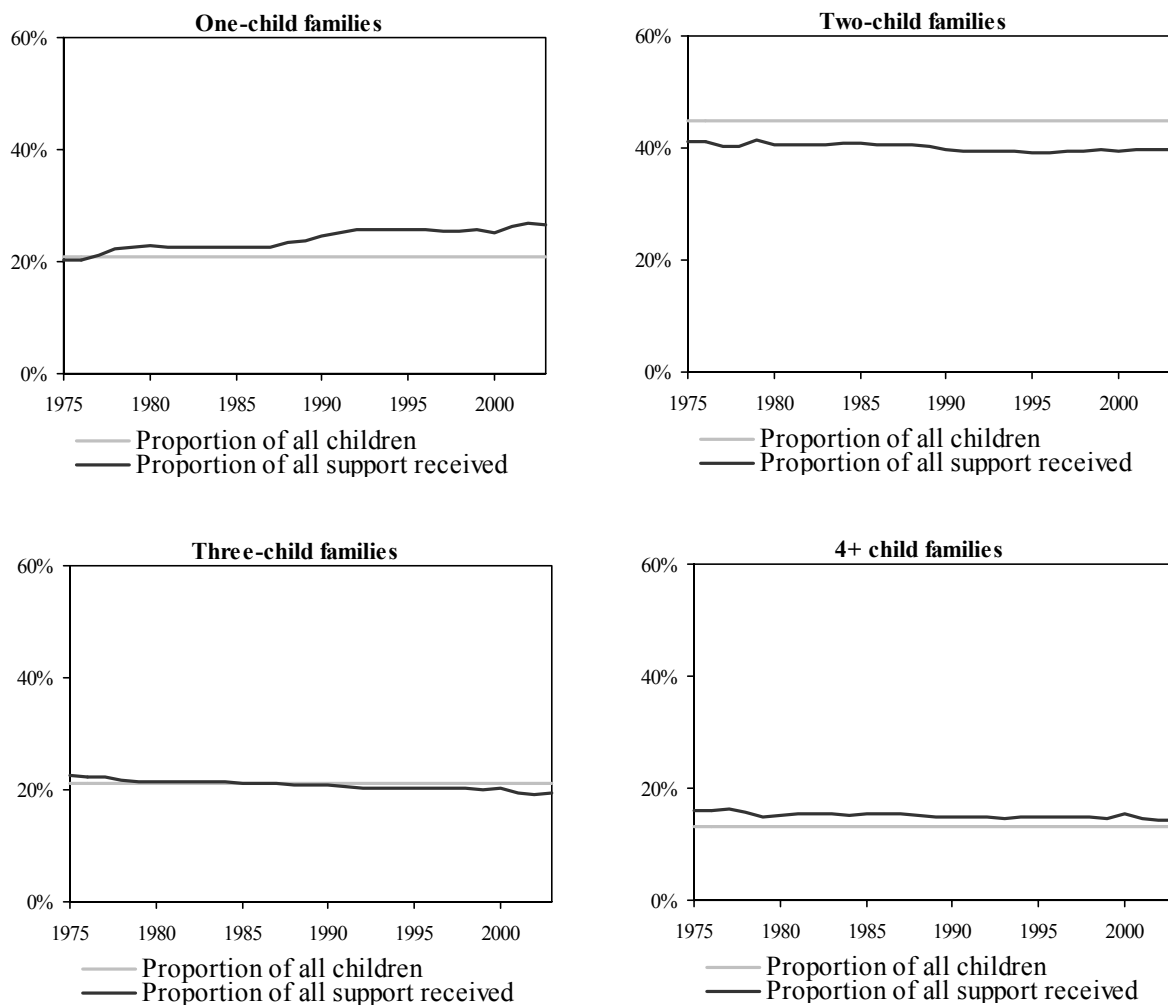 One-child families
60%
40%
20%
0%
1975 1980 1985 1990 1995 2000
Proportion of all children
Proportion of all support received
Two-child families
60%
40%
20%
0%
1975 1980 1985 1990 1995 2000
Proportion of all children
Proportion of all support received
Three-child families
60%
40%
20%
0%
1975 1980 1985 1990 1995 2000
Proportion of all children
Proportion of all support received
4+ child families
60%
40%
20%
0%
1975 1980 1985 1990 1995 2000
Proportion of all children
Proportion of all support received